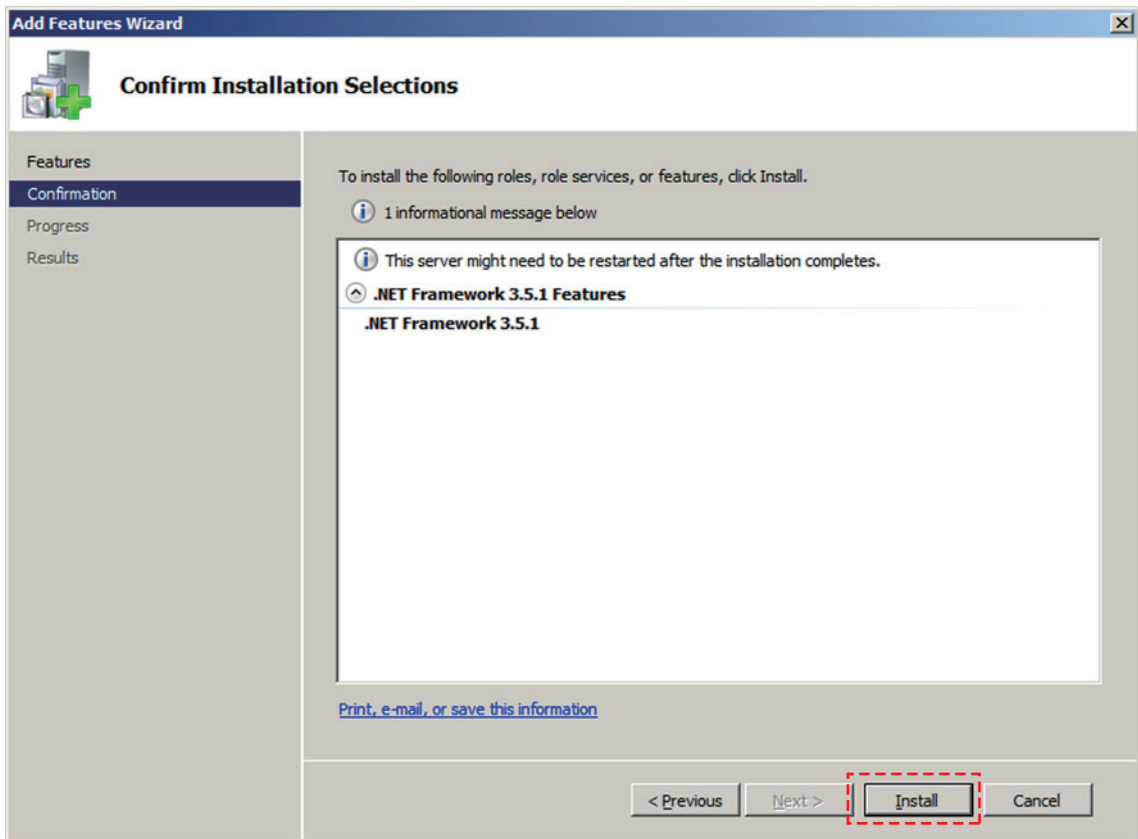 Add Features Wizard
Confirm Installation Selections
Features
Confirmation
Progress
Results
To install the following roles, role services, or features, click Install.
1 informational message below
This server might need to be restarted after the installation completes.
.NET Framework 3.5.1 Features
.NET Framework 3.5.1
Print, e-mail, or save this information
< Previous
Next >
Install
Cancel